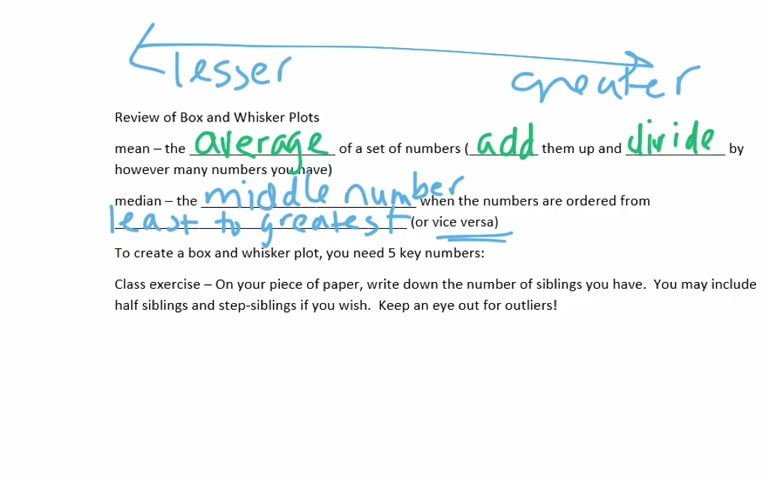 lesser greater
Review of Box and Whisker Plots
mean – the average of a set of numbers (add them up and divide by
however many numbers you have)
median – the middle number when the numbers are ordered from
least to greatest (or vice versa)
To create a box and whisker plot, you need 5 key numbers:
Class exercise – On your piece of paper, write down the number of siblings you have. You may include
half siblings and step-siblings if you wish. Keep an eye out for outliers!